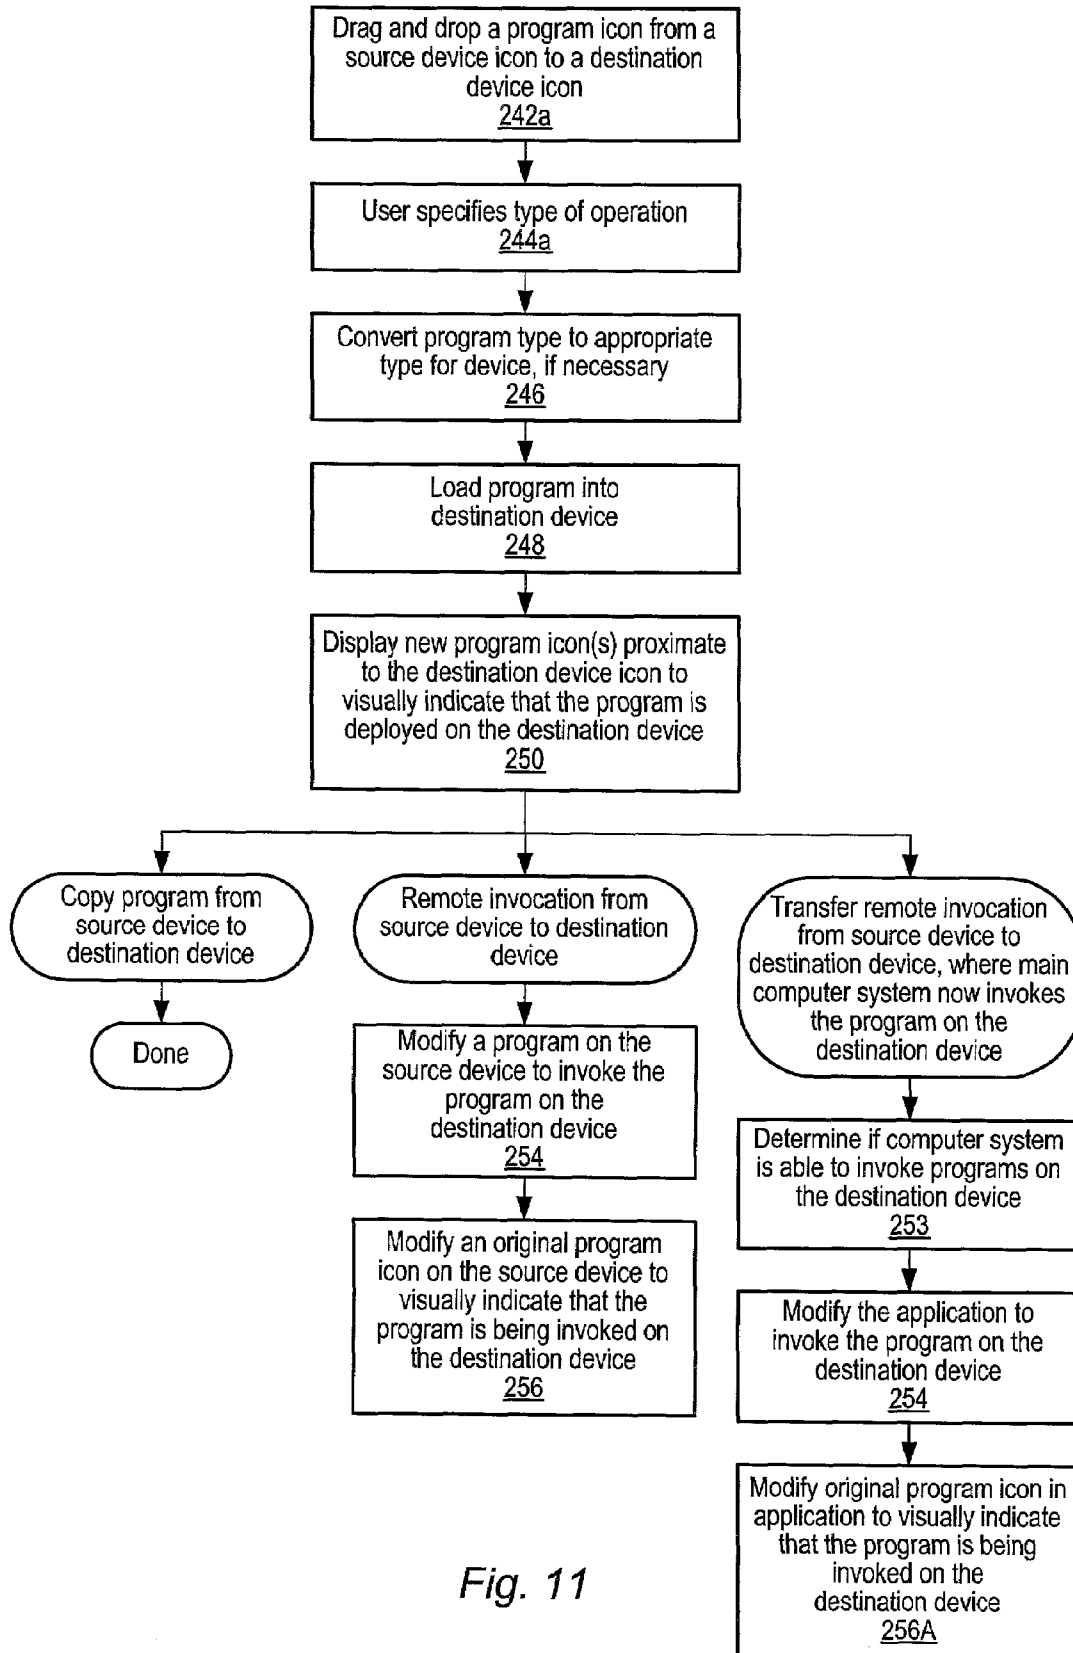 Drag and drop a program icon from a
source device icon to a destination
device icon
242a
User specifies type of operation
244a
Convert program type to appropriate
type for device, if necessary
246
Load program into
destination device
248
Display new program icon(s) proximate
to the destination device icon to
visually indicate that the program is
deployed on the destination device
250
Copy program from
source device to
destination device
Done
Remote invocation from
source device to destination
device
Modify a program on the
source device to invoke the
program on the
destination device
254
Modify an original program
icon on the source device to
visually indicate that the
program is being invoked on
the destination device
256
Transfer remote invocation
from source device to
destination device, where main
computer system now invokes
the program on the
destination device
Determine if computer system
is able to invoke programs on
the destination device
253
Modify the application to
invoke the program on the
destination device
254
Modify original program icon in
application to visually indicate
that the program is being
invoked on the
destination device
256A
Fig. 11